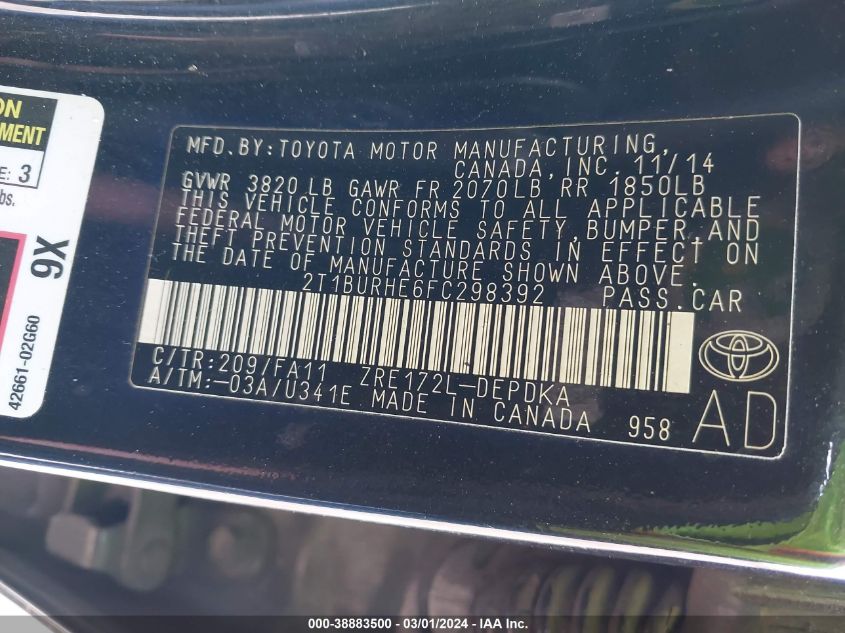 ON
MENT
E: 3
bs.
9X
42661-02G60
MFD.BY:TOYOTA MOTOR MANUFACTURING,
CANADA,INC. 11/14
GVWR 3820 LB GAWR FR 2070LB RR 1850LB
THIS VEHICLE CONFORMS TO ALL APPLICABLE
FEDERAL MOTOR VEHICLE SAFETY,BUMPER,AND
THEFT PREVENTION STANDARDS IN EFFECT ON
THE DATE OF MANUFACTURE SHOWN ABOVE.
2T1BURHE6FC298392 PASS.CAR
C/TR:209/FA11 ZRE172L-DEPDKA
A/TM:-03A/U341E MADE IN CANADA 958
AD
000-38883500 - 03/01/2024 - IAA Inc.